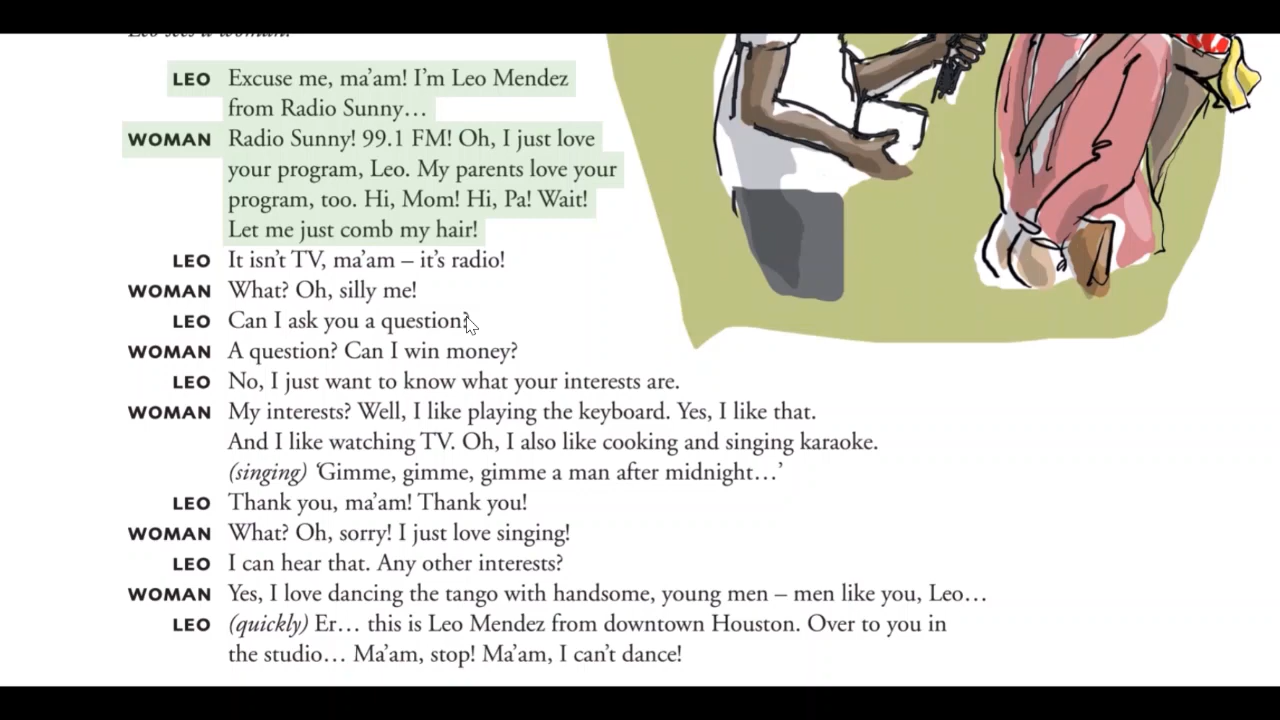 Leo sees a woman.
LEO Excuse me, ma'am! I'm Leo Mendez
from Radio Sunny…
WOMAN Radio Sunny! 99.1 FM! Oh, I just love
your program, Leo. My parents love your
program, too. Hi, Mom! Hi, Pa! Wait!
Let me just comb my hair!
LEO It isn't TV, ma'am – it's radio!
WOMAN What? Oh, silly me!
LEO Can I ask you a question?
WOMAN A question? Can I win money?
LEO No, I just want to know what your interests are.
WOMAN My interests? Well, I like playing the keyboard. Yes, I like that.
And I like watching TV. Oh, I also like cooking and singing karaoke.
(singing) 'Gimme, gimme, gimme a man after midnight…'
LEO Thank you, ma'am! Thank you!
WOMAN What? Oh, sorry! I just love singing!
LEO I can hear that. Any other interests?
WOMAN Yes, I love dancing the tango with handsome, young men – men like you, Leo…
LEO (quickly) Er… this is Leo Mendez from downtown Houston. Over to you in
the studio… Ma'am, stop! Ma'am, I can't dance!